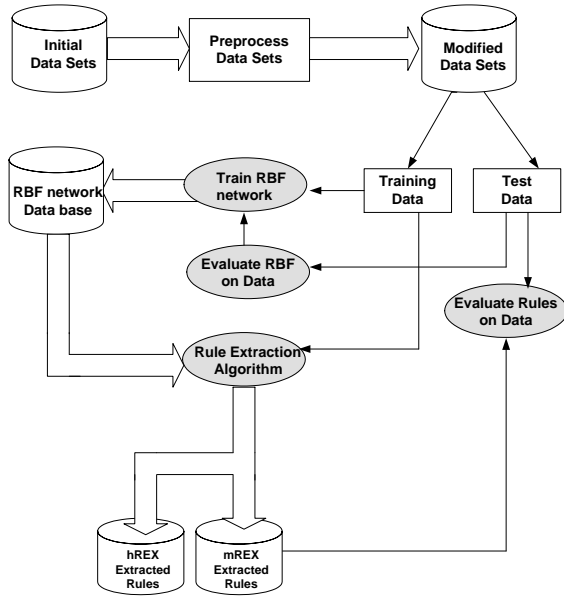 Initial
Data Sets
Preprocess
Data Sets
Modified
Data Sets
RBF network
Data base
Train RBF
network
Training
Data
Test
Data
Evaluate RBF
on Data
Evaluate Rules
on Data
Rule Extraction
Algorithm
hREX
Extracted
Rules
mREX
Extracted
Rules